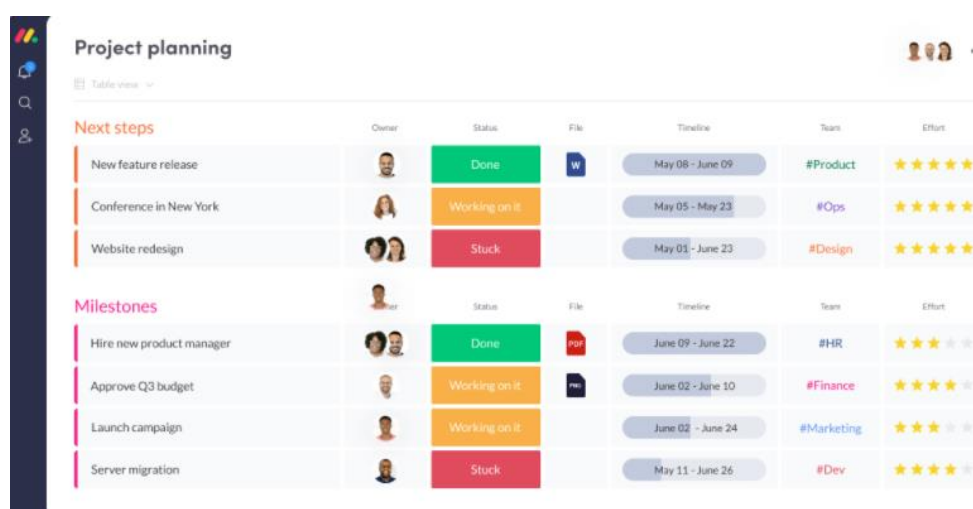 Project planning
Table view
Next steps Owner Status File Timeline Team Effort
New feature release Done W May 08 - June 09 #Product
Conference in New York Working on it May 05 - May 23 #Ops
Website redesign Stuck May 01 - June 23 #Design
Milestones ner Status File Timeline Team Effort
Hire new product manager Done PDF June 09 - June 22 #HR
Approve Q3 budget Working on it PNG June 02 - June 10 #Finance
Launch campaign Working on it June 02 - June 24 #Marketing
Server migration Stuck May 11 - June 26 #Dev